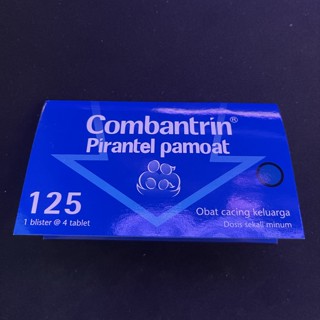 Combantrin®
Pirantel pamoat
125
1 blister @ 4 tablet
Obat cacing keluarga
Dosis sekali minum